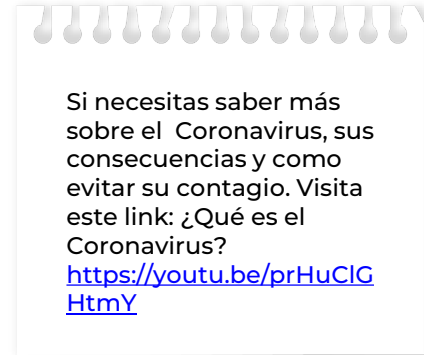 Si necesitas saber más
sobre el  Coronavirus, sus
consecuencias y como
evitar su contagio. Visita
este link: ¿Qué es el
Coronavirus?
https://youtu.be/prHuClG
HtmY